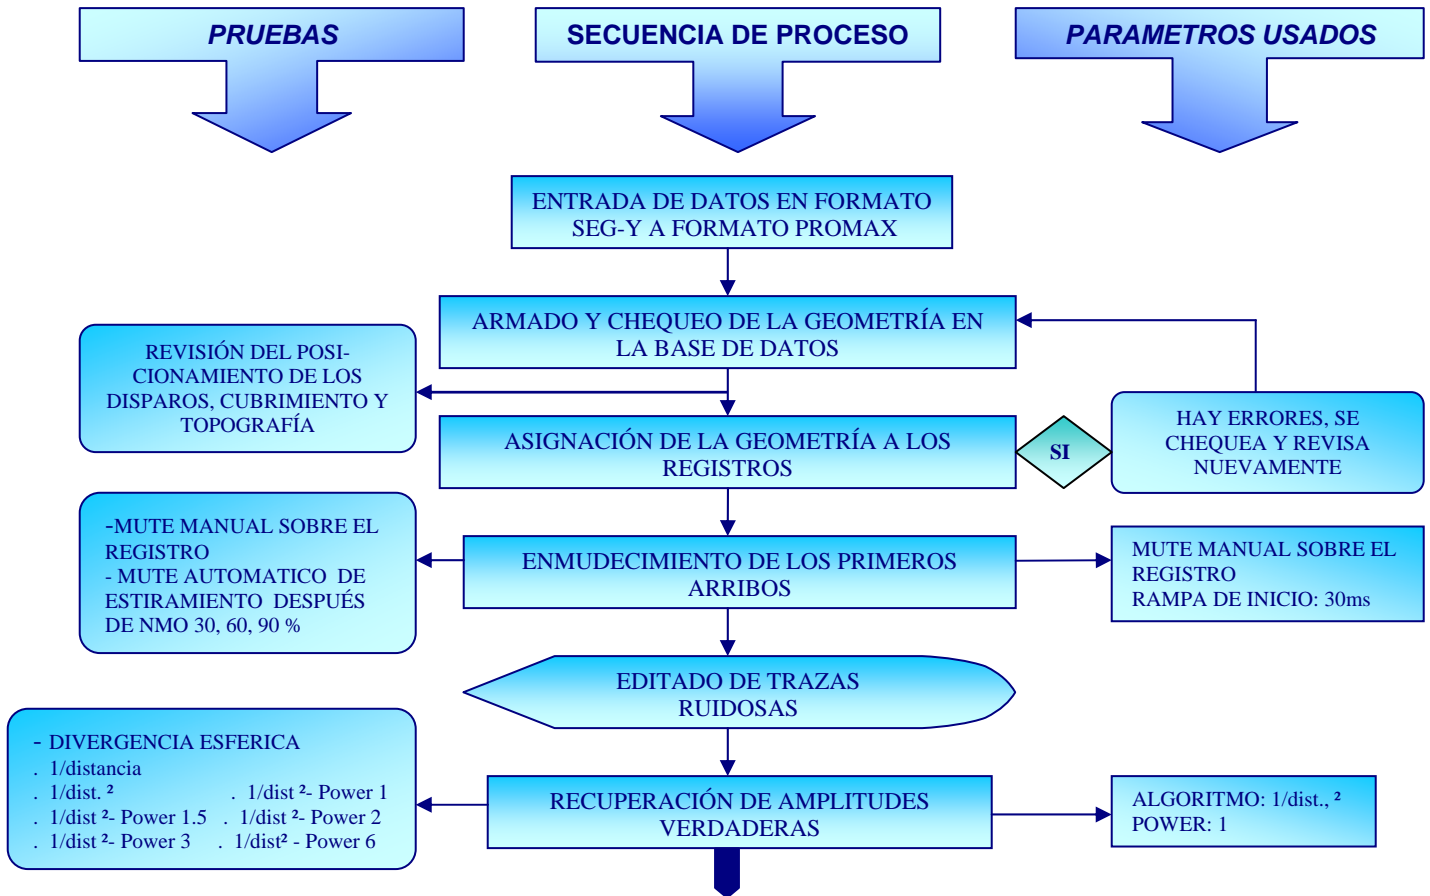 PRUEBAS
SECUENCIA DE PROCESO
PARAMETROS USADOS
ENTRADA DE DATOS EN FORMATO
SEG-Y A FORMATO PROMAX
ARMADO Y CHEQUEO DE LA GEOMETRÍA EN
LA BASE DE DATOS
REVISIÓN DEL POSI-
CIONAMIENTO DE LOS
DISPAROS, CUBRIMIENTO Y
TOPOGRAFÍA
ASIGNACIÓN DE LA GEOMETRÍA A LOS
REGISTROS
SI
HAY ERRORES, SE
CHEQUEA Y REVISA
NUEVAMENTE
-MUTE MANUAL SOBRE EL
REGISTRO
- MUTE AUTOMATICO DE
ESTIRAMIENTO DESPUÉS
DE NMO 30, 60, 90 %
ENMUDECIMIENTO DE LOS PRIMEROS
ARRIBOS
MUTE MANUAL SOBRE EL
REGISTRO
RAMPA DE INICIO: 30ms
EDITADO DE TRAZAS
RUIDOSAS
- DIVERGENCIA ESFERICA
. 1/distancia
. 1/dist. ² . 1/dist ²- Power 1
. 1/dist ²- Power 1.5 . 1/dist ²- Power 2
. 1/dist ²- Power 3 . 1/dist² - Power 6
RECUPERACIÓN DE AMPLITUDES
VERDADERAS
ALGORITMO: 1/dist., ²
POWER: 1